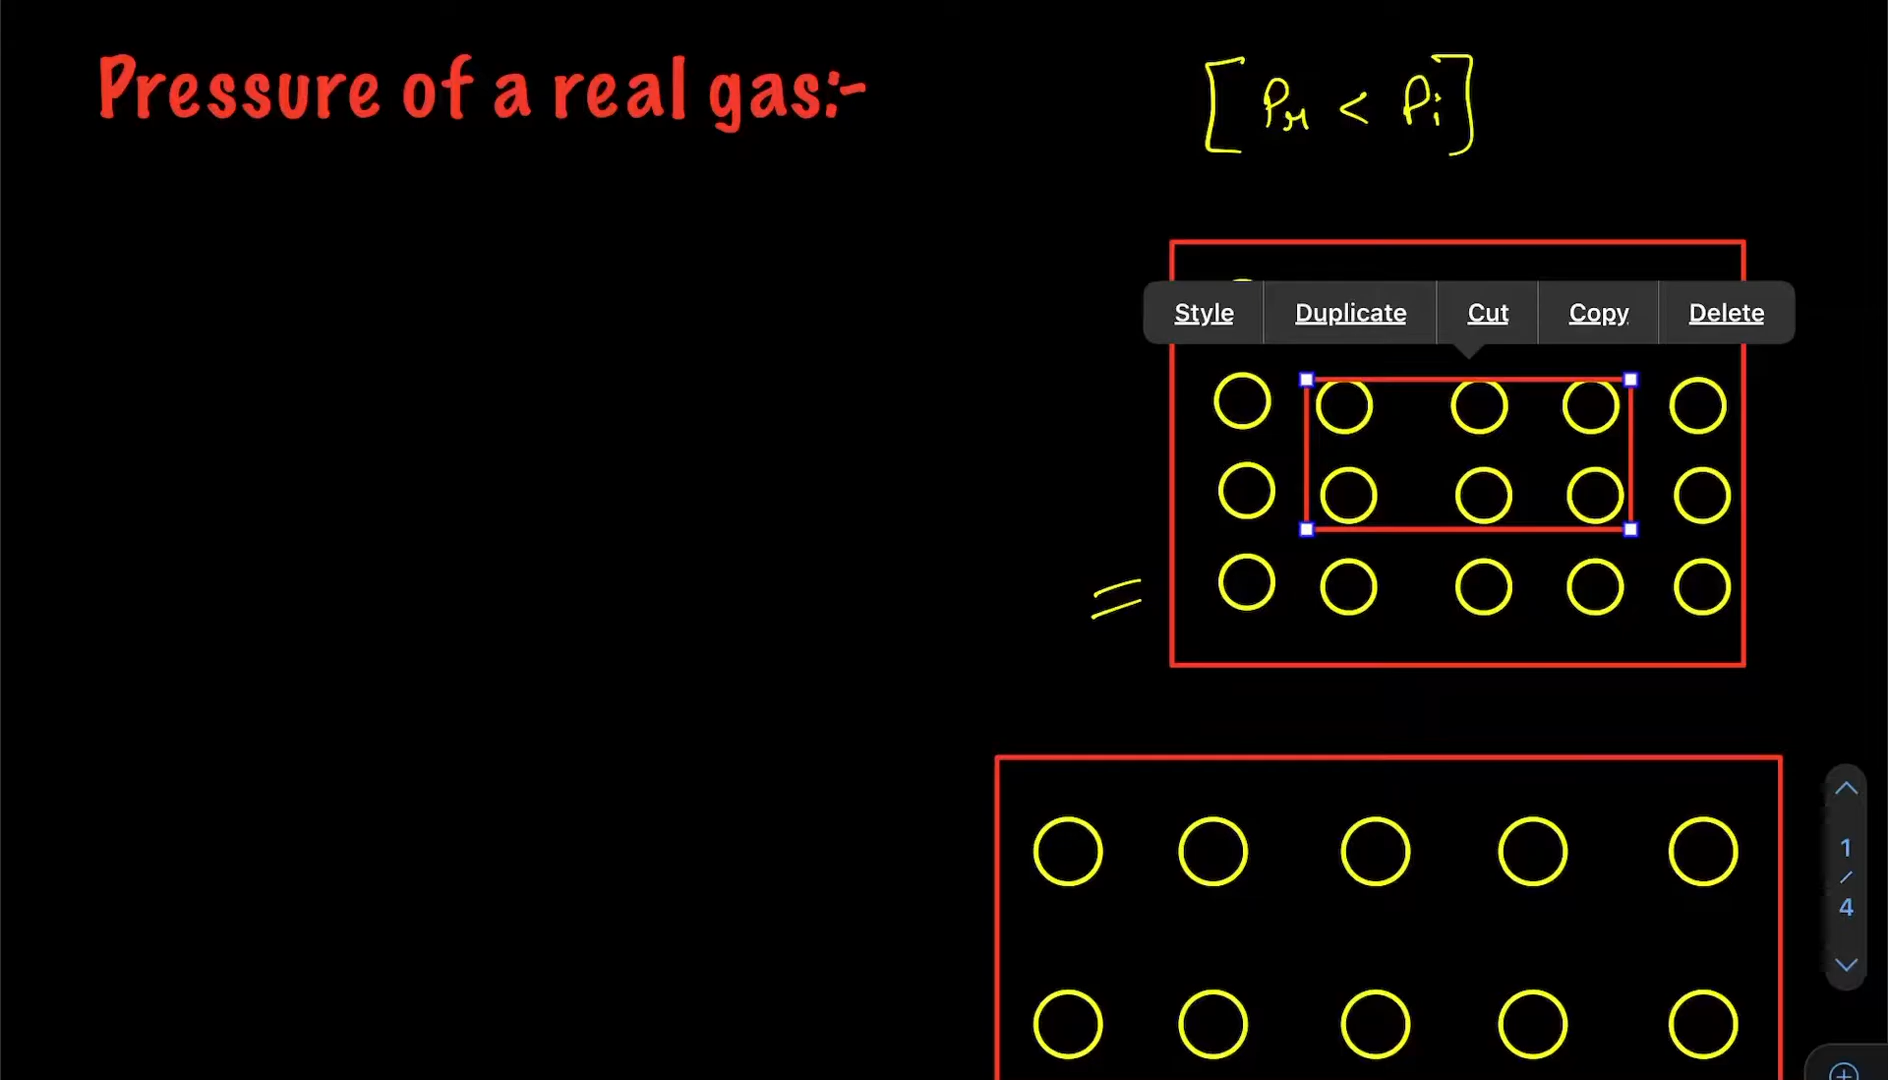 Pressure of a real gas:-
[Pr < Pi]
Style Duplicate Cut Copy Delete
=
1
/
4